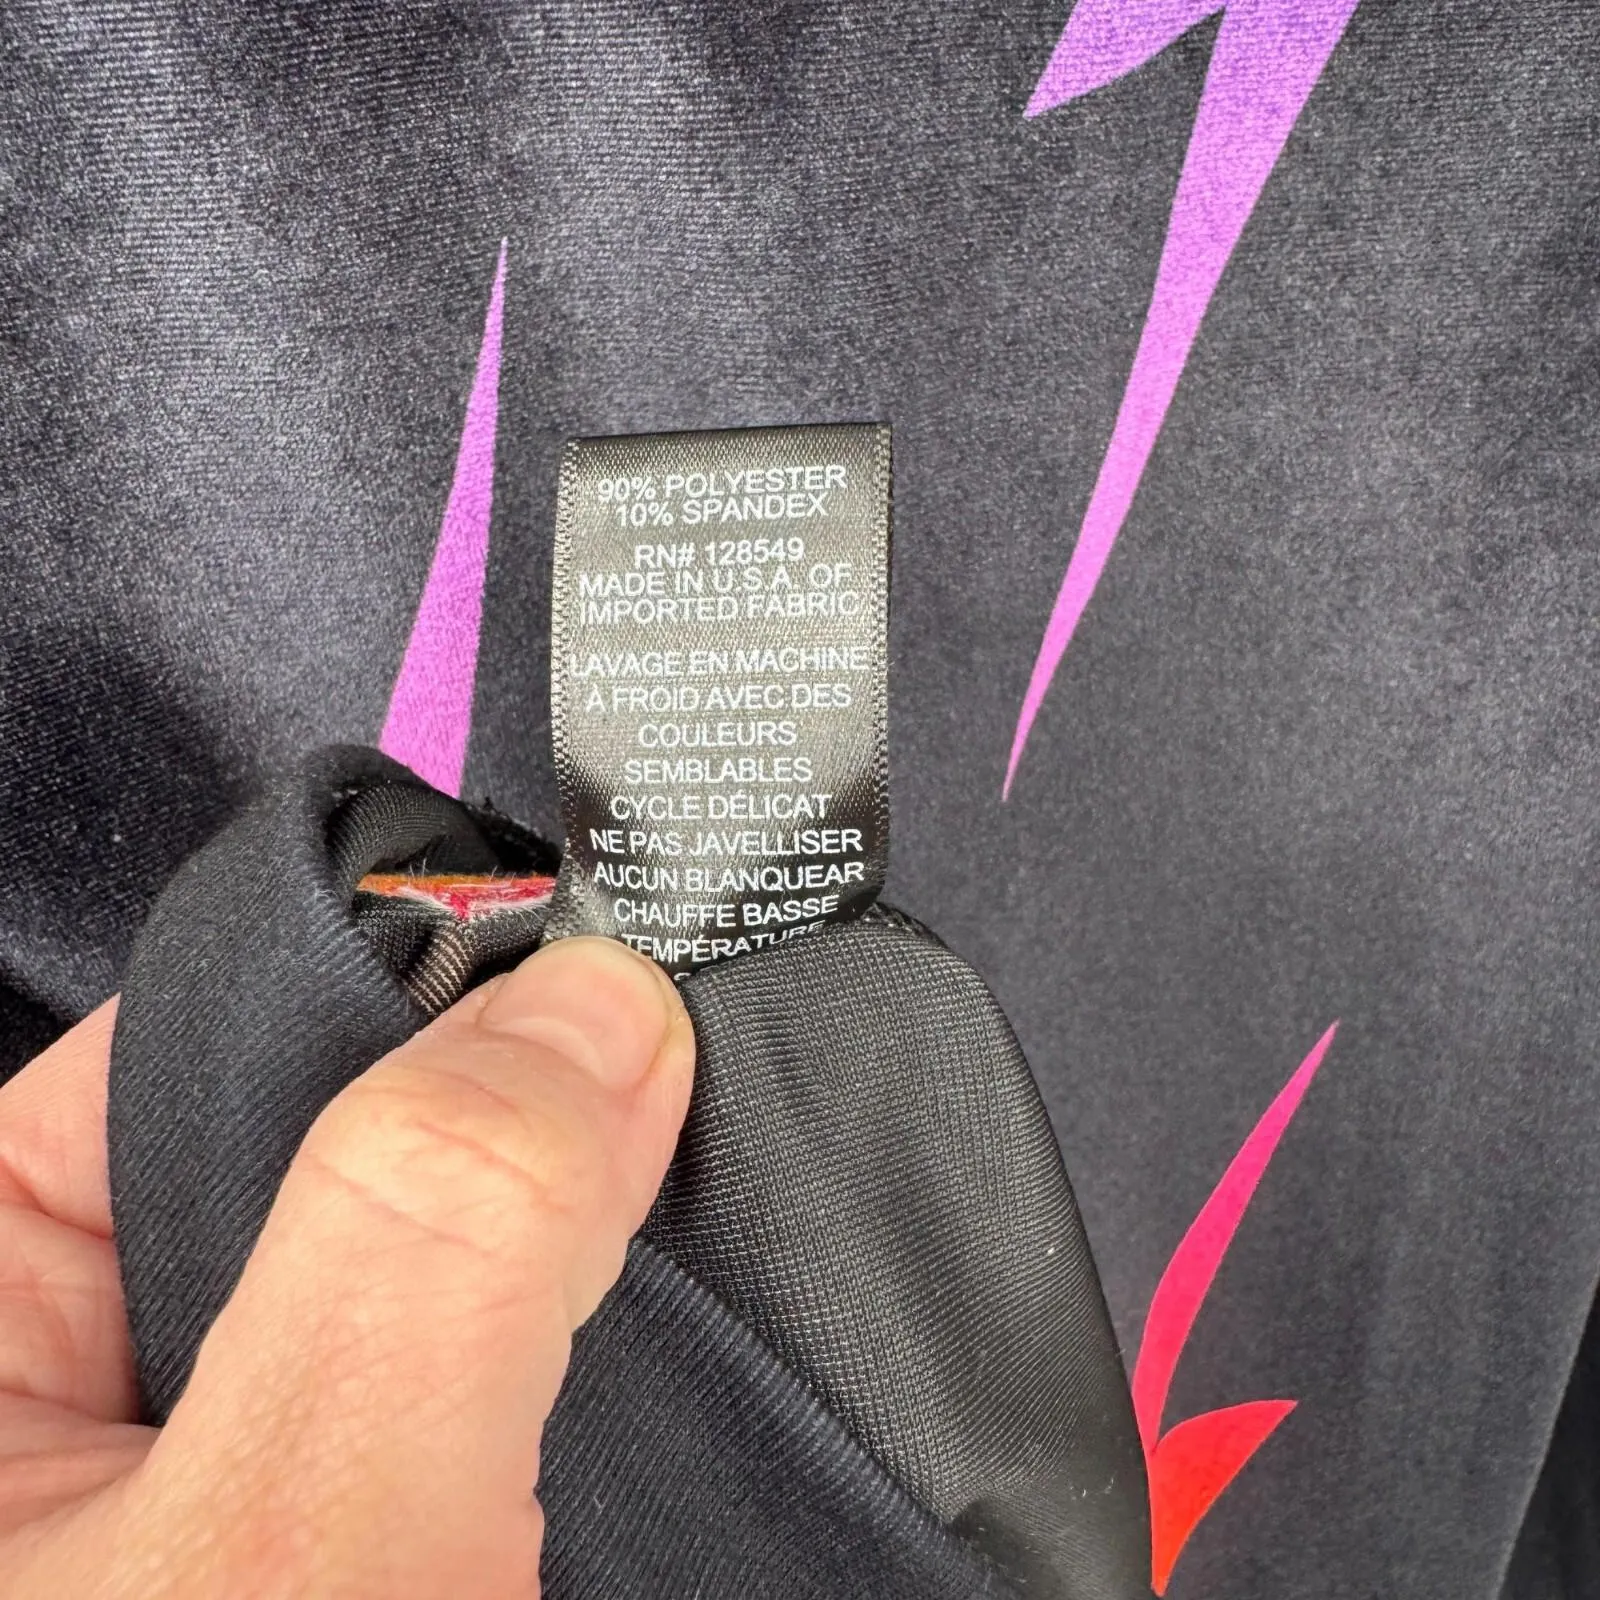 90% POLYESTER
10% SPANDEX
RN# 128549
MADE IN U.S.A. OF
IMPORTED FABRIC
LAVAGE EN MACHINE
À FROID AVEC DES
COULEURS
SEMBLABLES
CYCLE DÉLICAT
NE PAS JAVELLISER
AUCUN BLANQUEAR
CHAUFFE BASSE
TEMPÉRATURE